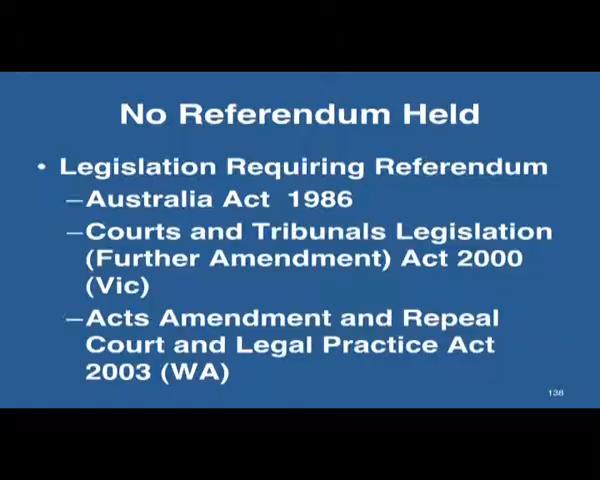 No Referendum Held
• Legislation Requiring Referendum
–Australia Act 1986
–Courts and Tribunals Legislation
(Further Amendment) Act 2000
(Vic)
–Acts Amendment and Repeal
Court and Legal Practice Act
2003 (WA)
136